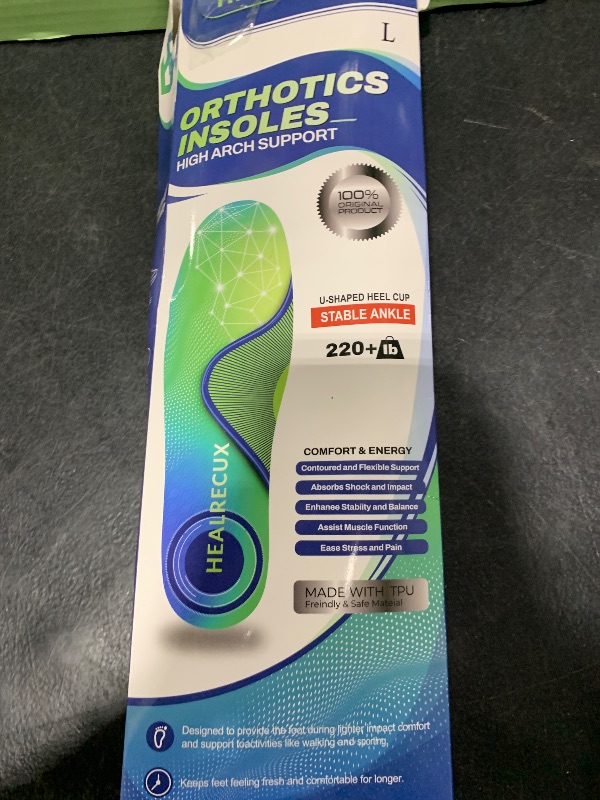 L
ORTHOTICS
INSOLES
HIGH ARCH SUPPORT
100%
ORIGINAL
PRODUCT
U-SHAPED HEEL CUP
STABLE ANKLE
220+ lb
HEALRECUX
COMFORT & ENERGY
Contoured and Flexible Support
Absorbs Shock and Impact
Enhanee Stability and Balance
Assist Muscle Function
Ease Stress and Pain
MADE WITH TPU
Freindly & Safe Mateial
Designed to provide the foot during lighter impact comfort
and support toactivities like walking and sporting,
Keeps feet feeling fresh and comfortable for longer.